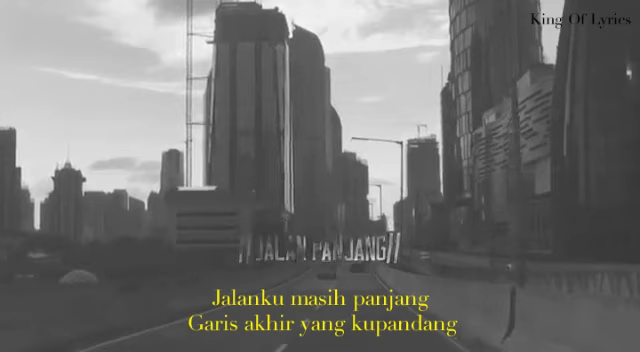 King Of Lyrics
//JALAN PANJANG//
Jalanku masih panjang
Garis akhir yang kupandang